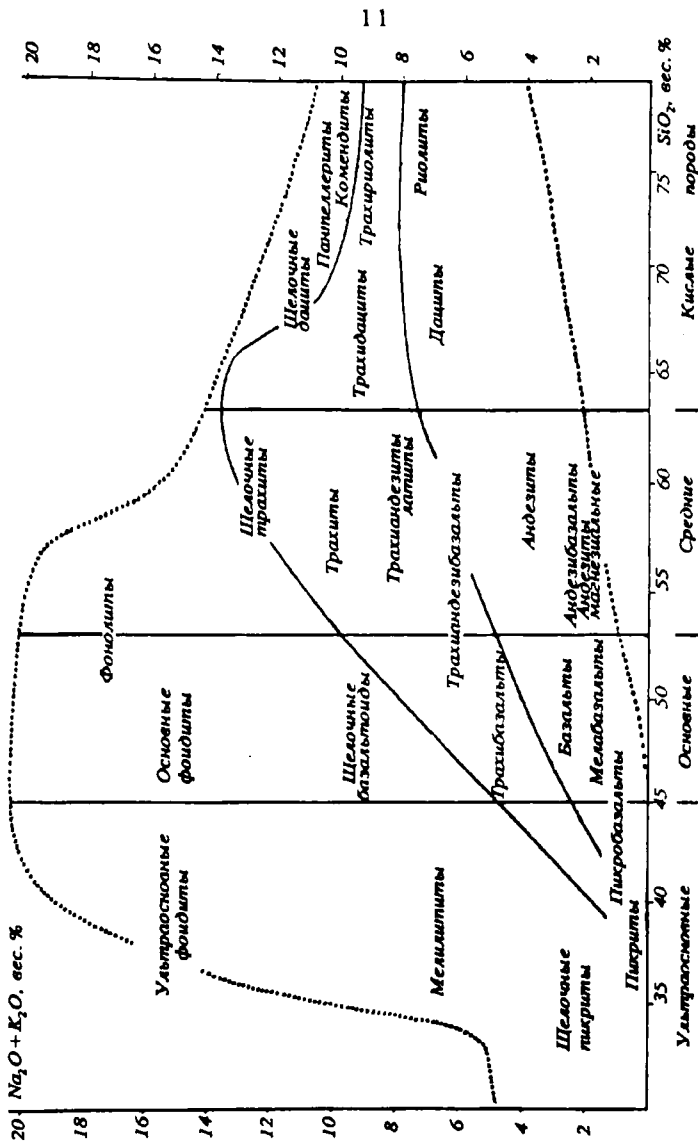 11
Na₂O + K₂O, вес. %
20
20
18
18
16
16
14
14
12
12
10
10
8
8
6
6
4
4
2
2
Ультраосноаные
фоидиты
Мелилититы
Щелочные
пикриты
Пикриты
Пикробазальты
Основные
фоидиты
Фонолиты
Щелочные
базальтоиды
Трахибазальты
Базальты
Мелабазальты
Щелочные
трахиты
Трахиты
Трахиандезиты
латиты
Трахиандезибазальты
Андезиты
Андезибазальты
Андезиты
магнезиальные
Щелочные
дациты
Пантеллериты
Комендиты
Трахидациты
Трахириолиты
Дациты
Риолиты
35
40
45
50
55
60
65
70
75
SiO₂, вес. %
Ультраосновные
Основные
Средние
Кислые
породы